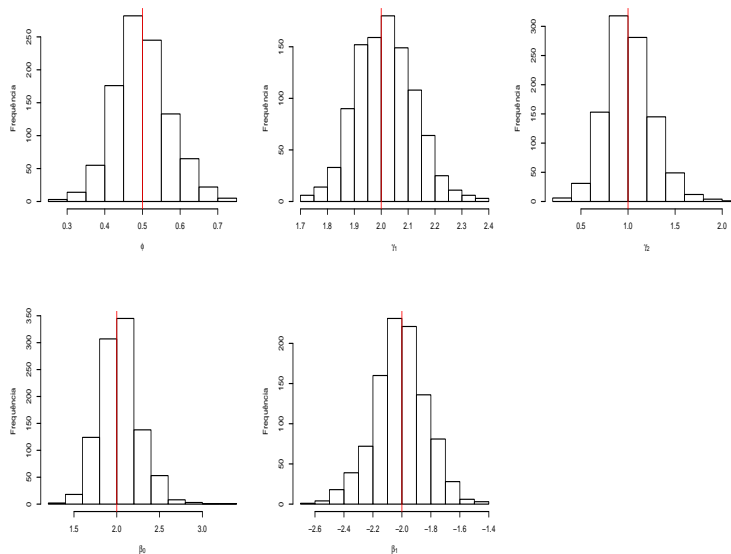 Frequência
0 50 100 150 200 250
0.3 0.4 0.5 0.6 0.7
ϕ
Frequência
0 50 100 150
1.7 1.8 1.9 2.0 2.1 2.2 2.3 2.4
γ₁
Frequência
0 50 100 150 200 250 300
0.5 1.0 1.5 2.0
γ₂
Frequência
0 50 100 150 200 250 300 350
1.5 2.0 2.5 3.0
β₀
Frequência
0 50 100 150 200
−2.6 −2.4 −2.2 −2.0 −1.8 −1.6 −1.4
β₁